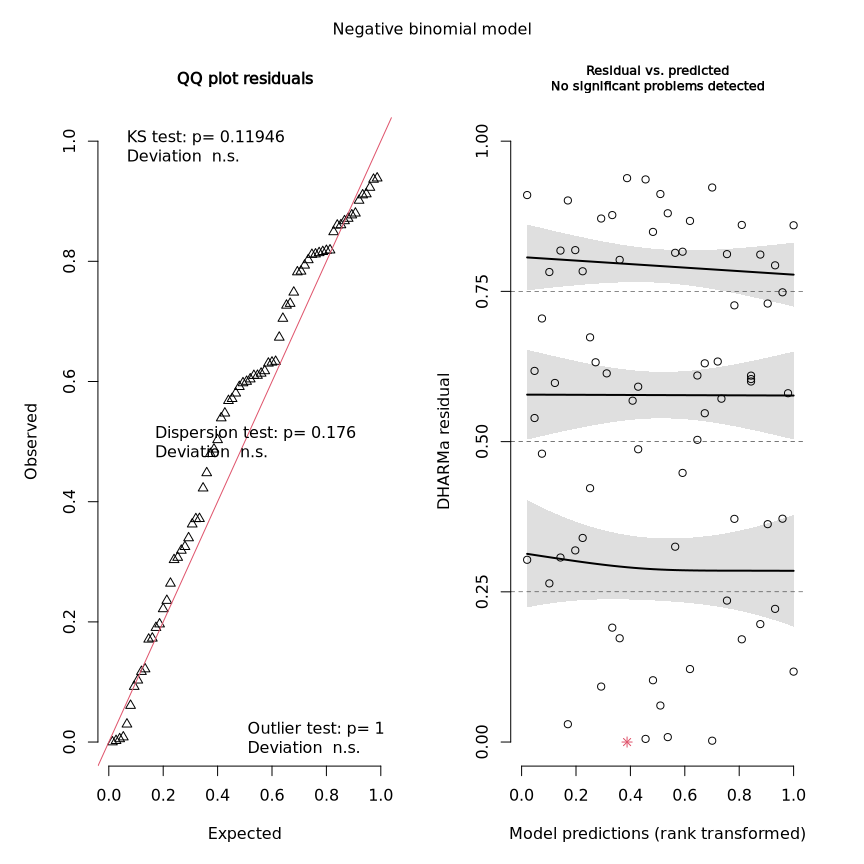 Negative binomial model
QQ plot residuals
KS test: p= 0.11946
Deviation  n.s.
Dispersion test: p= 0.176
Deviation  n.s.
Outlier test: p= 1
Deviation  n.s.
Observed
1.0
0.8
0.6
0.4
0.2
0.0
0.0 0.2 0.4 0.6 0.8 1.0
Expected
Residual vs. predicted
No significant problems detected
DHARMa residual
1.00
0.75
0.50
0.25
0.00
0.0 0.2 0.4 0.6 0.8 1.0
Model predictions (rank transformed)